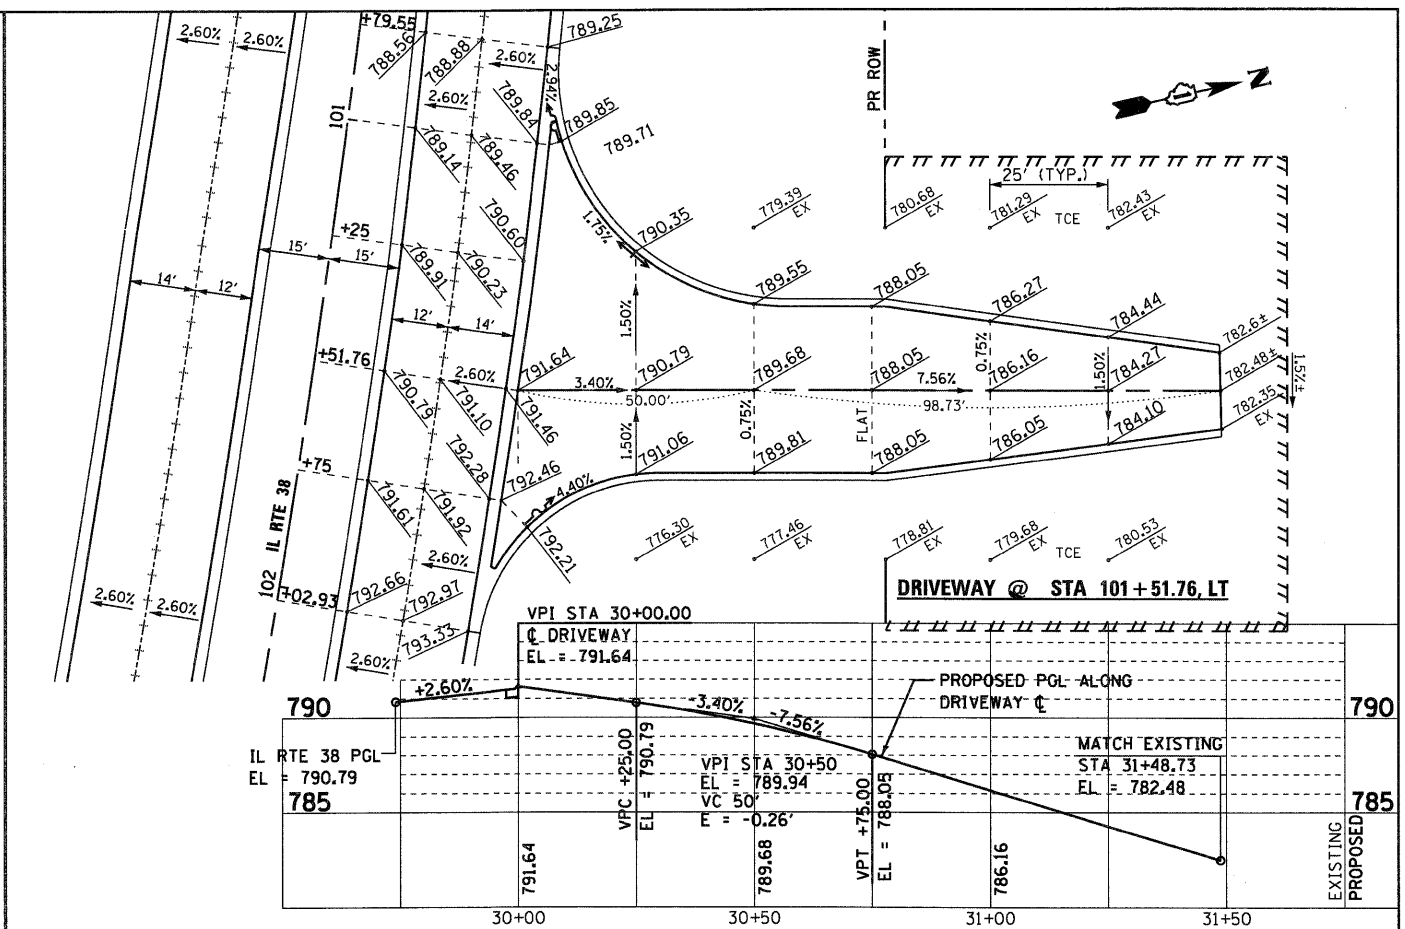 +79.55
789.25
2.60%
2.60%
788.56
788.88
2.60%
2.94%
PR ROW
N
101
2.60%
789.84
789.85
789.71
789.14
789.46
25' (TYP.)
779.39
EX
780.68
EX
781.29
EX
TCE
782.43
EX
+25
790.60
1.75%
790.35
15'
15'
789.91
790.23
14'
12'
789.55
788.05
786.27
784.44
12'
14'
1.50%
782.6±
+51.76
2.60%
791.64
790.79
789.68
788.05
0.75%
786.16
1.50%
784.27
782.48±
1.57%±
3.40%
7.56%
50.00'
98.73'
790.79
791.10
791.46
0.75%
FLAT
782.35
EX
792.28
792.46
1.50%
791.06
789.81
788.05
786.05
784.10
+75
4.40%
791.61
791.92
102 IL RTE 38
792.21
776.30
EX
777.46
EX
778.81
EX
779.68
EX
TCE
780.53
EX
2.60%
2.60%
2.60%
+02.93
792.66
792.97
793.33
2.60%
DRIVEWAY @ STA 101+51.76, LT
VPI STA 30+00.00
℄ DRIVEWAY
EL = 791.64
+2.60%
-3.40%
-7.56%
PROPOSED PGL ALONG
DRIVEWAY ℄
790
790
IL RTE 38 PGL
EL = 790.79
VPC +25.00
EL = 790.79
VPI STA 30+50
EL = 789.94
VC 50'
E = -0.26'
VPT +75.00
EL = 788.05
MATCH EXISTING
STA 31+48.73
EL = 782.48
785
785
791.64
789.68
786.16
EXISTING
PROPOSED
30+00
30+50
31+00
31+50